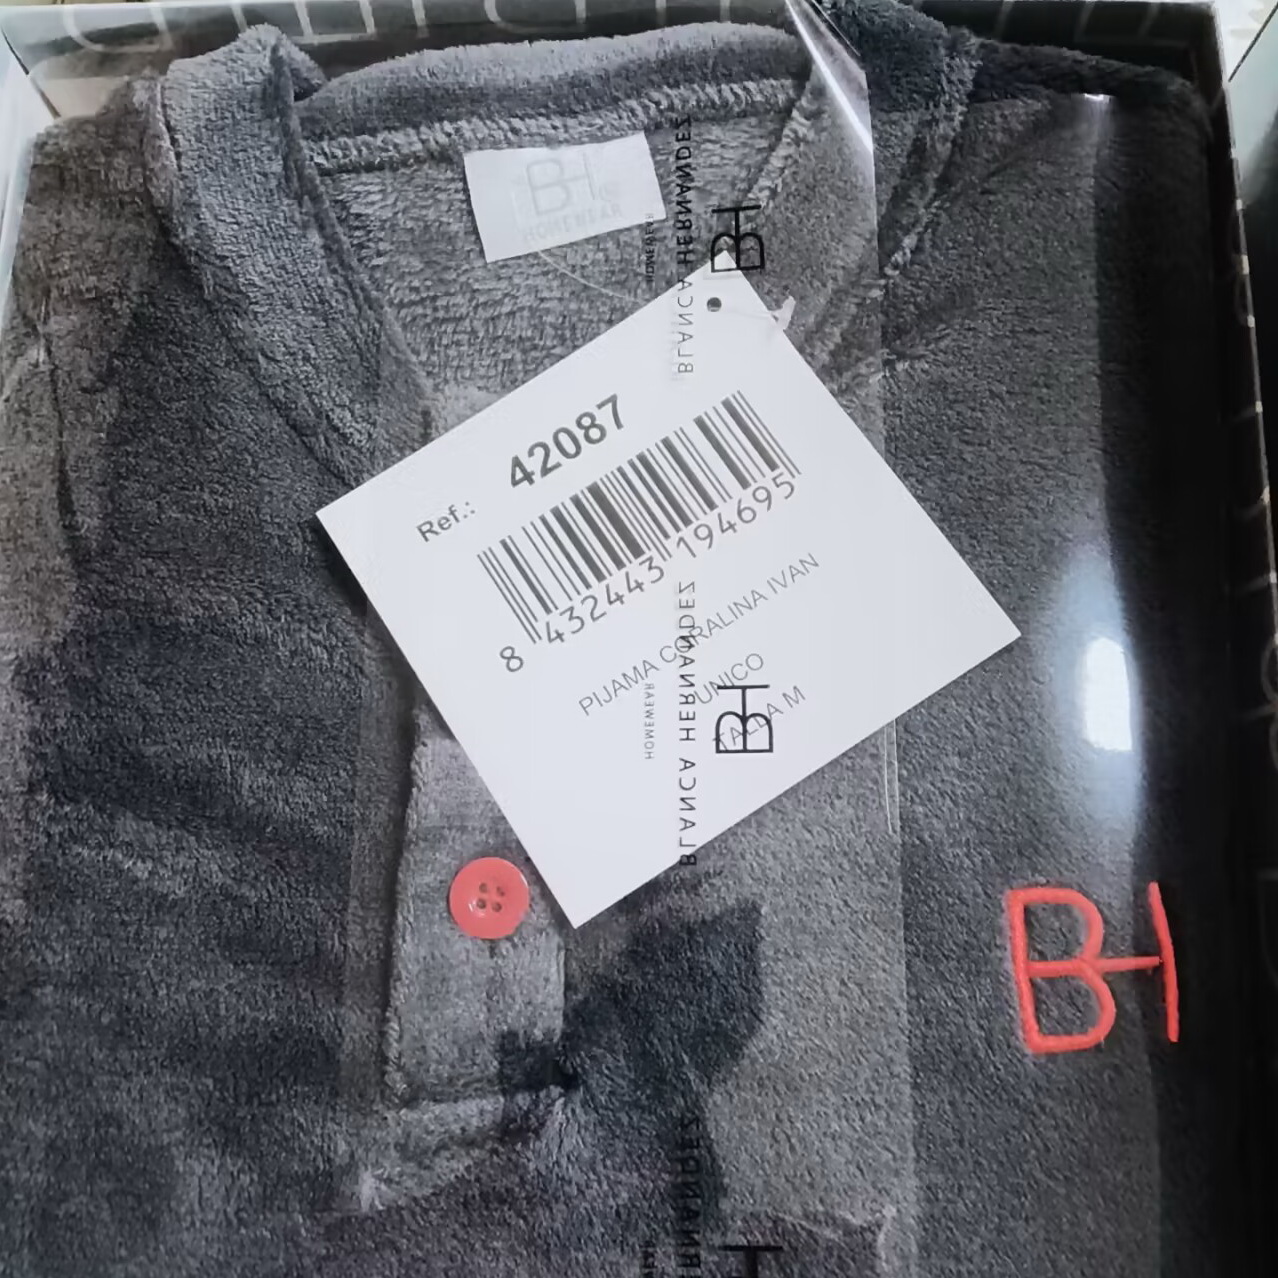 BH
HOMEWEAR
BLANCA HERNANDEZ
HOMEWEAR
BH
Ref.: 42087
8 432443 194695
PIJAMA CORALINA IVAN
UNICO
TALLA M
BLANCA HERNANDEZ
HOMEWEAR
BH
BH